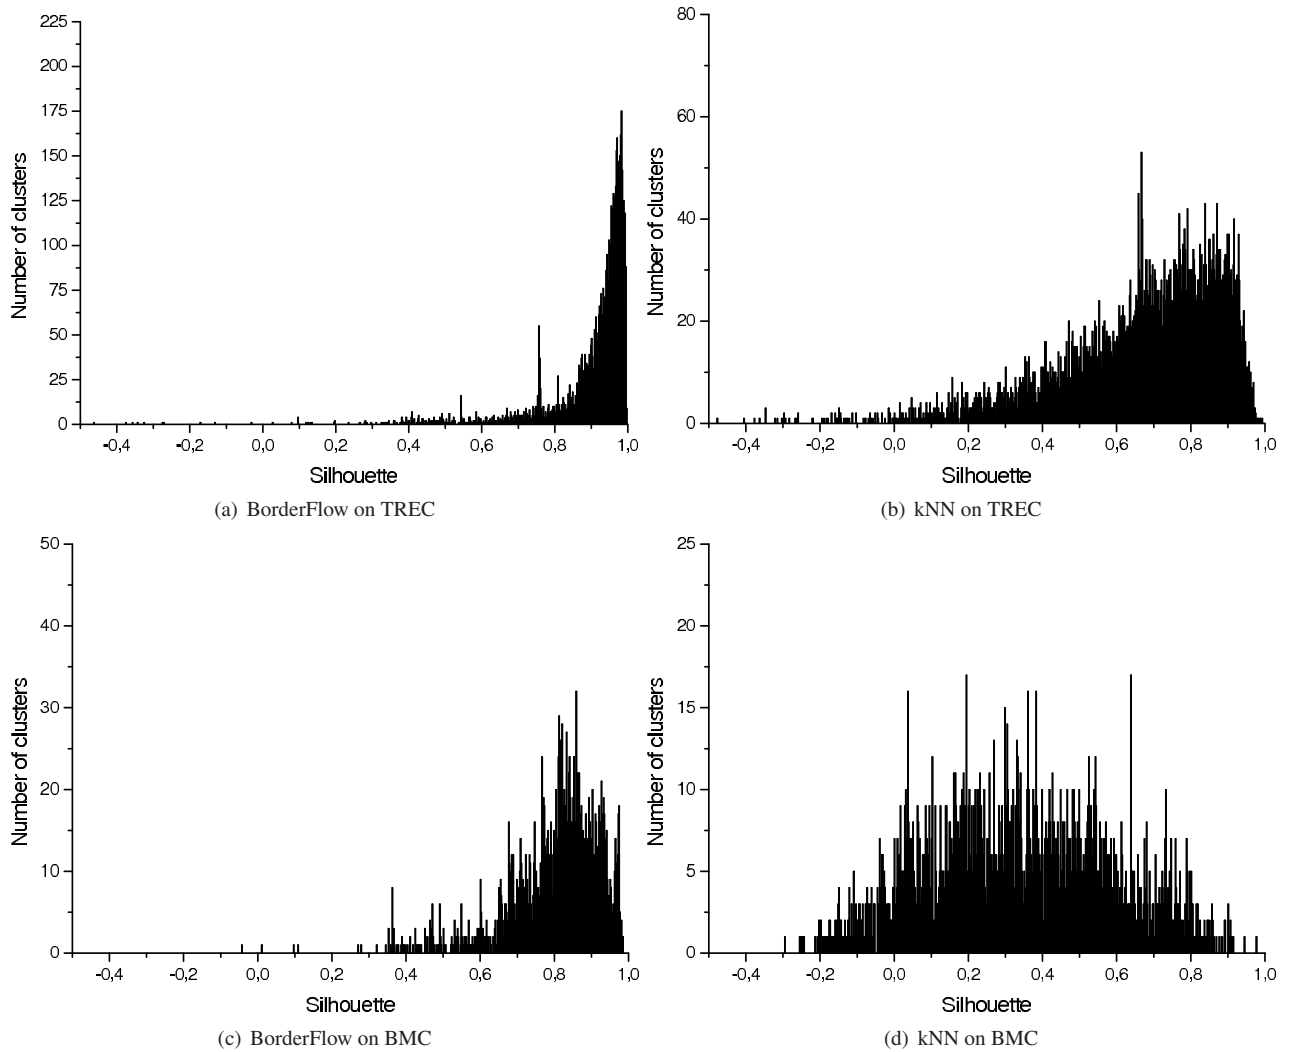 225
200
175
150
125
100
75
50
25
0
Number of clusters
-0,4 -0,2 0,0 0,2 0,4 0,6 0,8 1,0
Silhouette
(a) BorderFlow on TREC
80
60
40
20
0
Number of clusters
-0,4 -0,2 0,0 0,2 0,4 0,6 0,8 1,0
Silhouette
(b) kNN on TREC
50
40
30
20
10
0
Number of clusters
-0,4 -0,2 0,0 0,2 0,4 0,6 0,8 1,0
Silhouette
(c) BorderFlow on BMC
25
20
15
10
5
0
Number of clusters
-0,4 -0,2 0,0 0,2 0,4 0,6 0,8 1,0
Silhouette
(d) kNN on BMC